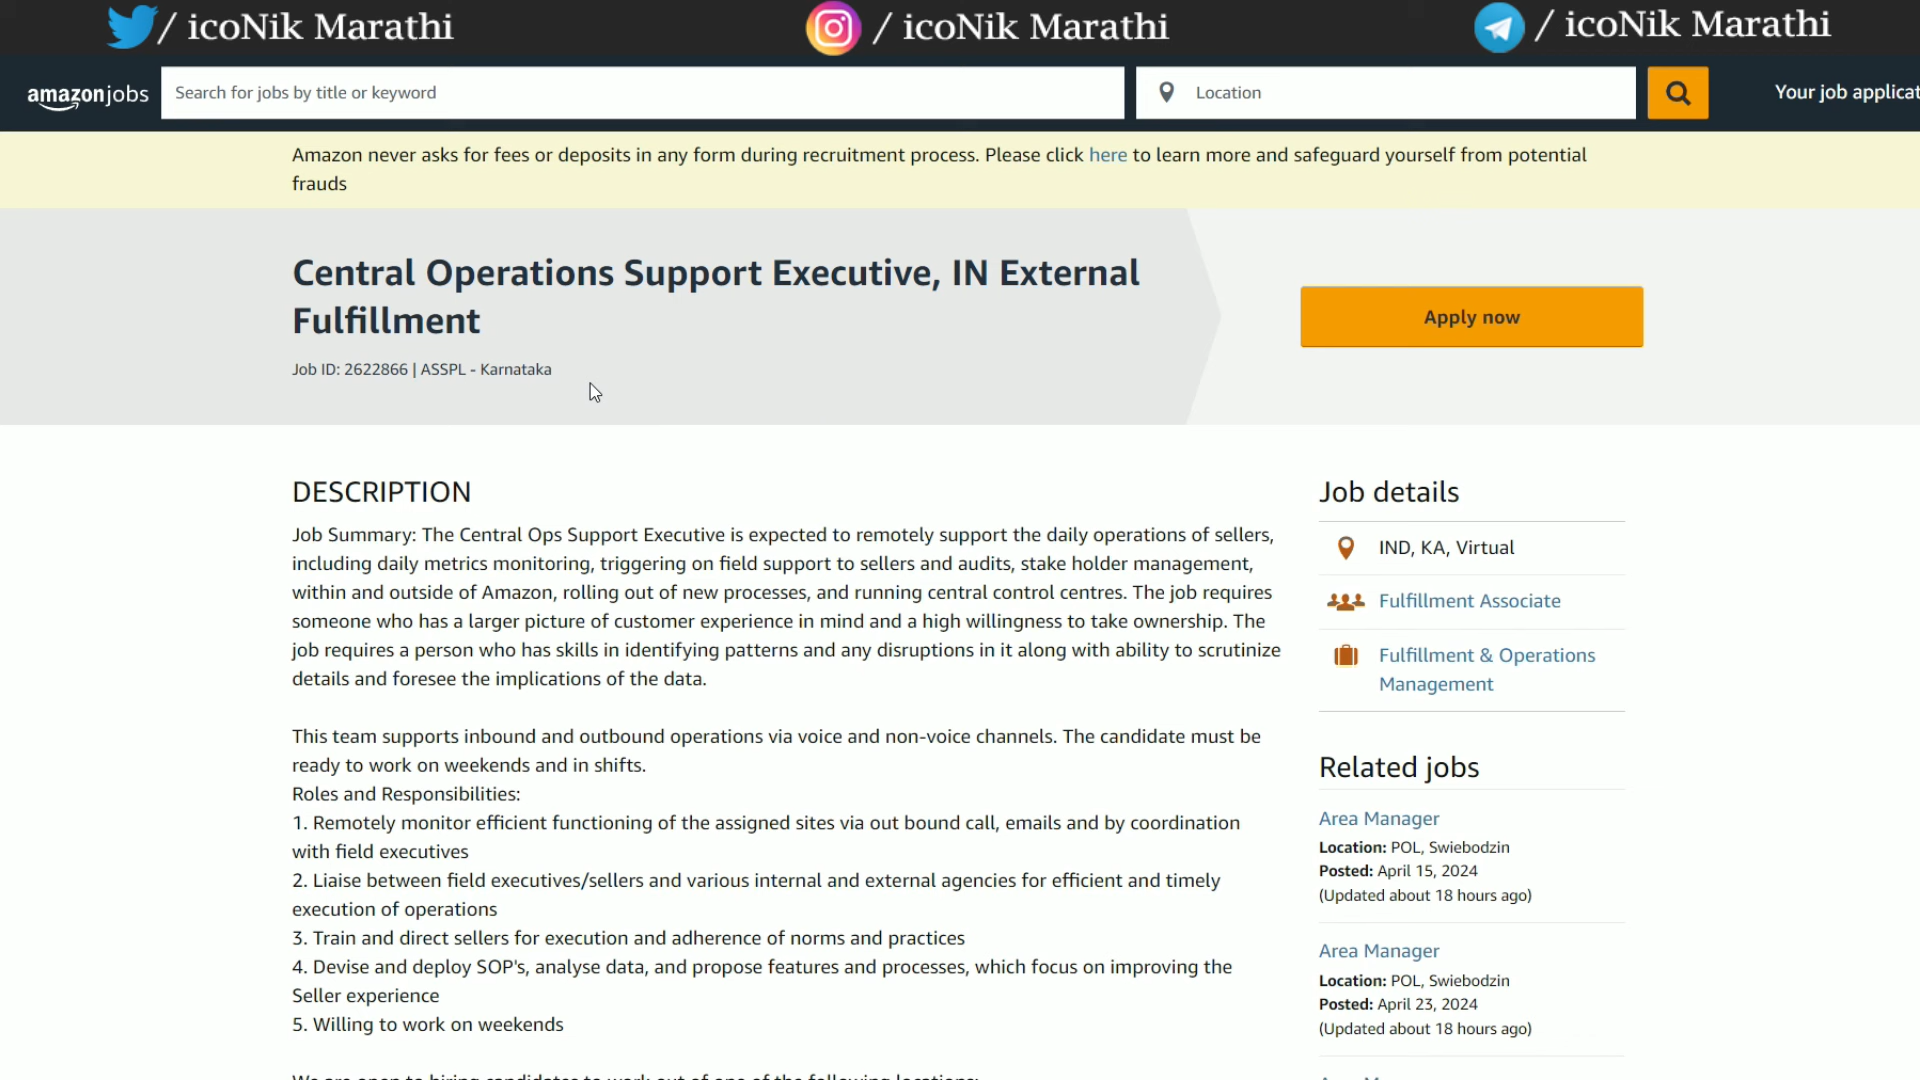 / icoNik Marathi
/ icoNik Marathi
/ icoNik Marathi
amazonjobs
Search for jobs by title or keyword
Location
Your job applicat
Amazon never asks for fees or deposits in any form during recruitment process. Please click here to learn more and safeguard yourself from potential
frauds
Central Operations Support Executive, IN External
Fulfillment
Job ID: 2622866 | ASSPL - Karnataka
Apply now
DESCRIPTION
Job Summary: The Central Ops Support Executive is expected to remotely support the daily operations of sellers,
including daily metrics monitoring, triggering on field support to sellers and audits, stake holder management,
within and outside of Amazon, rolling out of new processes, and running central control centres. The job requires
someone who has a larger picture of customer experience in mind and a high willingness to take ownership. The
job requires a person who has skills in identifying patterns and any disruptions in it along with ability to scrutinize
details and foresee the implications of the data.
This team supports inbound and outbound operations via voice and non-voice channels. The candidate must be
ready to work on weekends and in shifts.
Roles and Responsibilities:
1. Remotely monitor efficient functioning of the assigned sites via out bound call, emails and by coordination
with field executives
2. Liaise between field executives/sellers and various internal and external agencies for efficient and timely
execution of operations
3. Train and direct sellers for execution and adherence of norms and practices
4. Devise and deploy SOP's, analyse data, and propose features and processes, which focus on improving the
Seller experience
5. Willing to work on weekends
We are open to hiring candidates to work out of one of the following locations:
Job details
IND, KA, Virtual
Fulfillment Associate
Fulfillment & Operations
Management
Related jobs
Area Manager
Location: POL, Swiebodzin
Posted: April 15, 2024
(Updated about 18 hours ago)
Area Manager
Location: POL, Swiebodzin
Posted: April 23, 2024
(Updated about 18 hours ago)